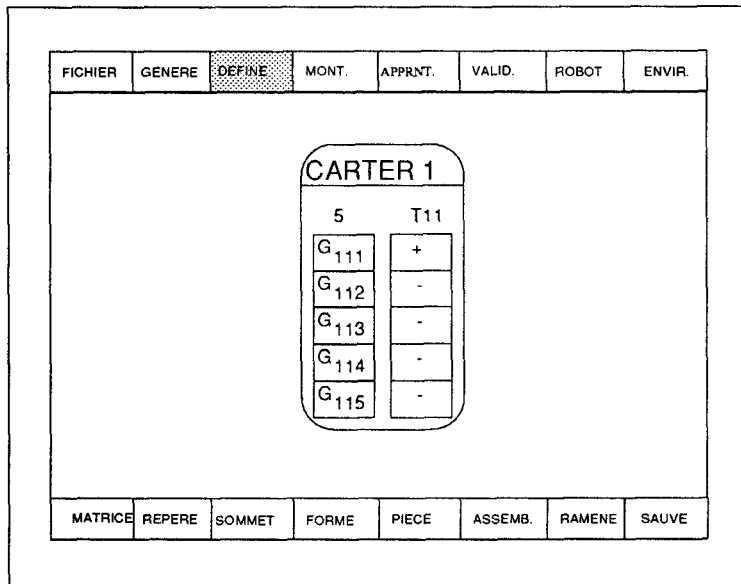 FICHIER GENERE DEFINE MONT. APPRNT. VALID. ROBOT ENVIR.
CARTER 1
5 T11
G111 +
G112 -
G113 -
G114 -
G115 -
MATRICE REPERE SOMMET FORME PIECE ASSEMB. RAMENE SAUVE